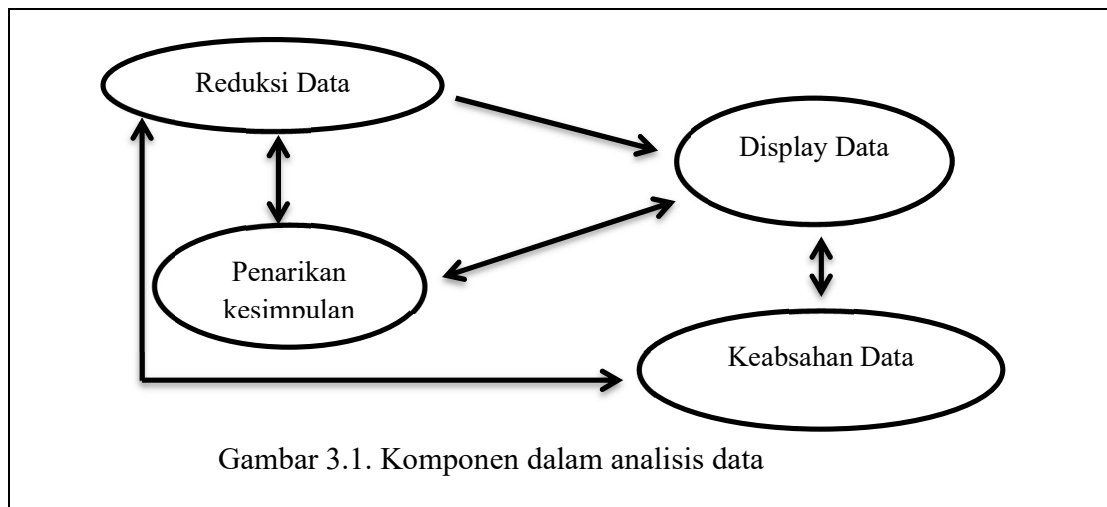 Reduksi Data
Display Data
Penarikan
kesimpulan
Keabsahan Data
Gambar 3.1. Komponen dalam analisis data